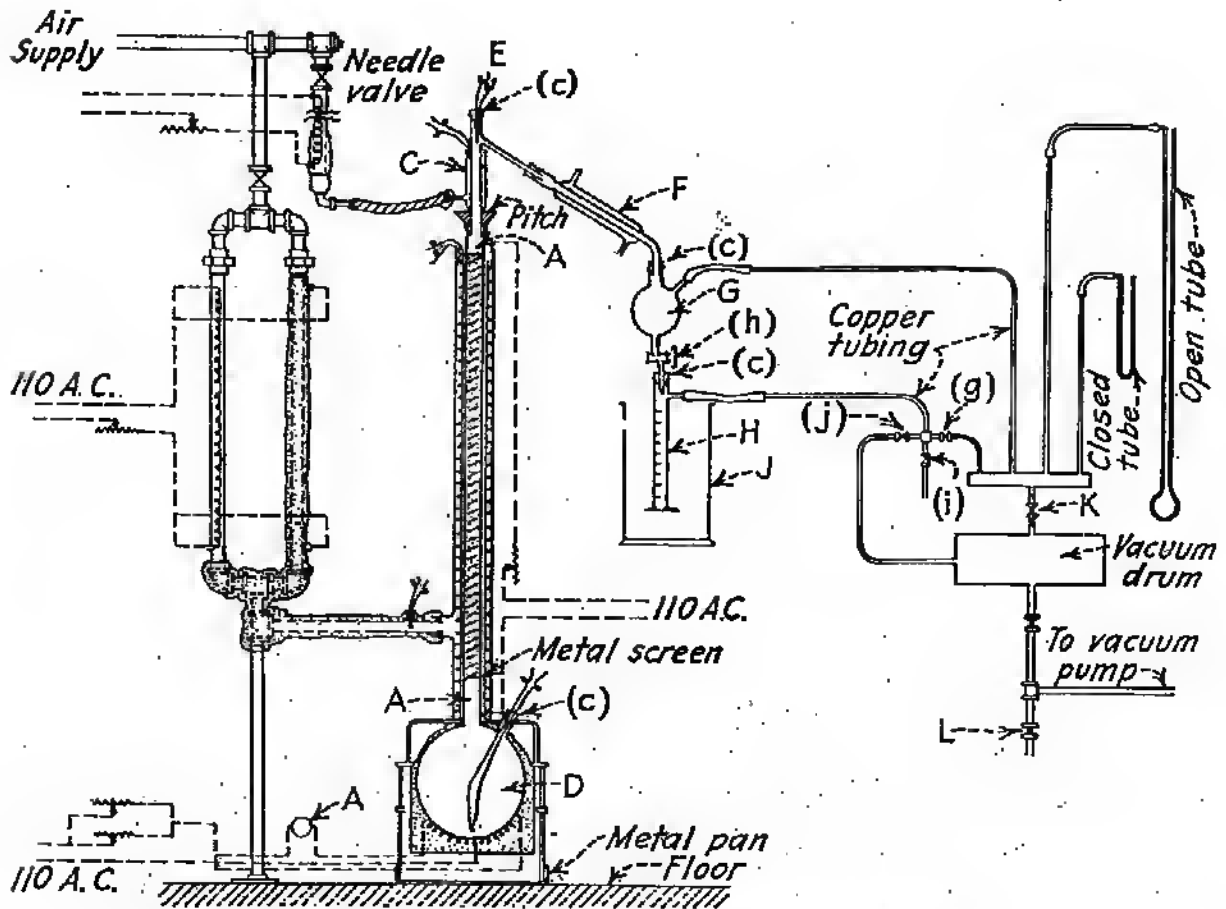 Air
Supply
Needle
valve
E
(c)
C
F
Pitch
A
(c)
G
(h)
(c)
Copper
tubing
Closed
tube
Open tube
110 A.C.
(j)
(g)
H
J
(i)
K
Vacuum
drum
110 A.C.
Metal screen
To vacuum
pump
A
(c)
L
D
A
Metal pan
Floor
110 A.C.